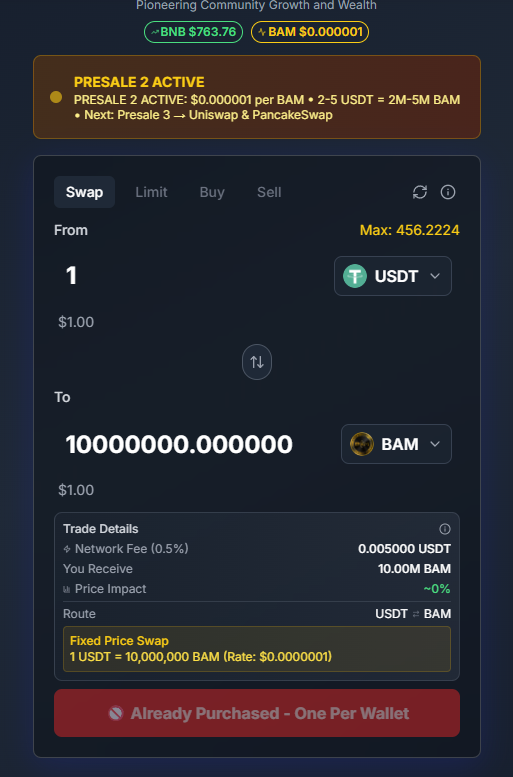 Pioneering Community Growth and Wealth
BNB $763.76 BAM $0.000001
PRESALE 2 ACTIVE
PRESALE 2 ACTIVE: $0.000001 per BAM • 2-5 USDT = 2M-5M BAM
• Next: Presale 3 → Uniswap & PancakeSwap
Swap Limit Buy Sell
From Max: 456.2224
1 USDT
$1.00
To
10000000.000000 BAM
$1.00
Trade Details
Network Fee (0.5%) 0.005000 USDT
You Receive 10.00M BAM
Price Impact ~0%
Route USDT ⇄ BAM
Fixed Price Swap
1 USDT = 10,000,000 BAM (Rate: $0.0000001)
Already Purchased - One Per Wallet